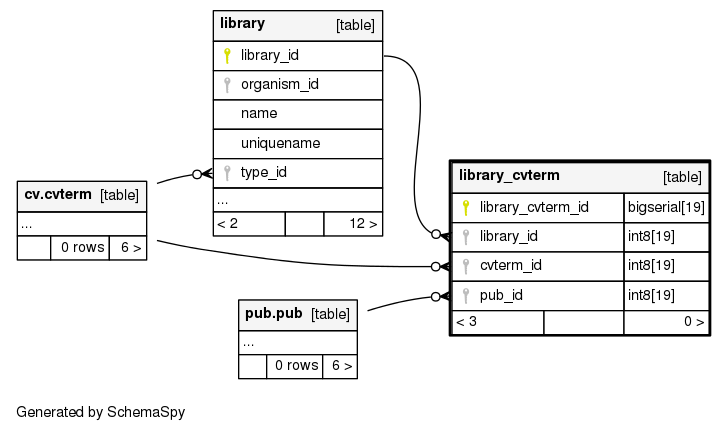 library [table]
library_id
organism_id
name
uniquename
type_id
...
< 2 12 >
cv.cvterm [table]
...
0 rows 6 >
library_cvterm [table]
library_cvterm_id bigserial[19]
library_id int8[19]
cvterm_id int8[19]
pub_id int8[19]
< 3 0 >
pub.pub [table]
...
0 rows 6 >
Generated by SchemaSpy